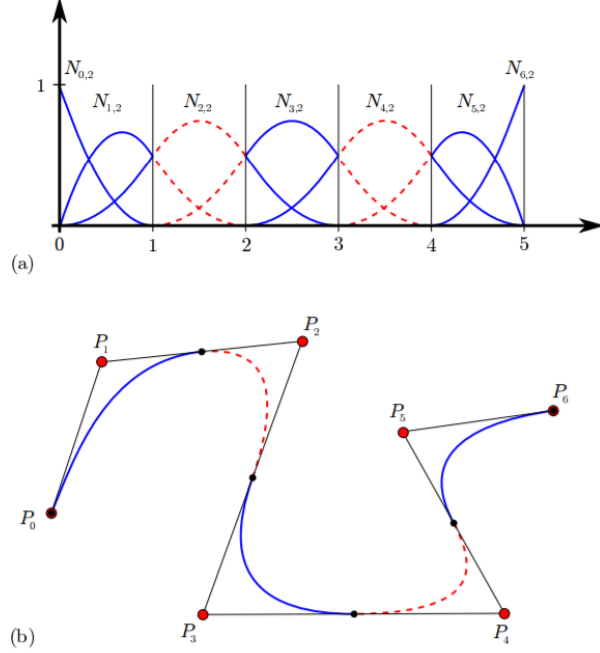 N₀,₂ N₆,₂
1 N₁,₂ N₂,₂ N₃,₂ N₄,₂ N₅,₂
0 1 2 3 4 5
(a)
P₂
P₁
P₆
P₅
P₀
P₃ P₄
(b)